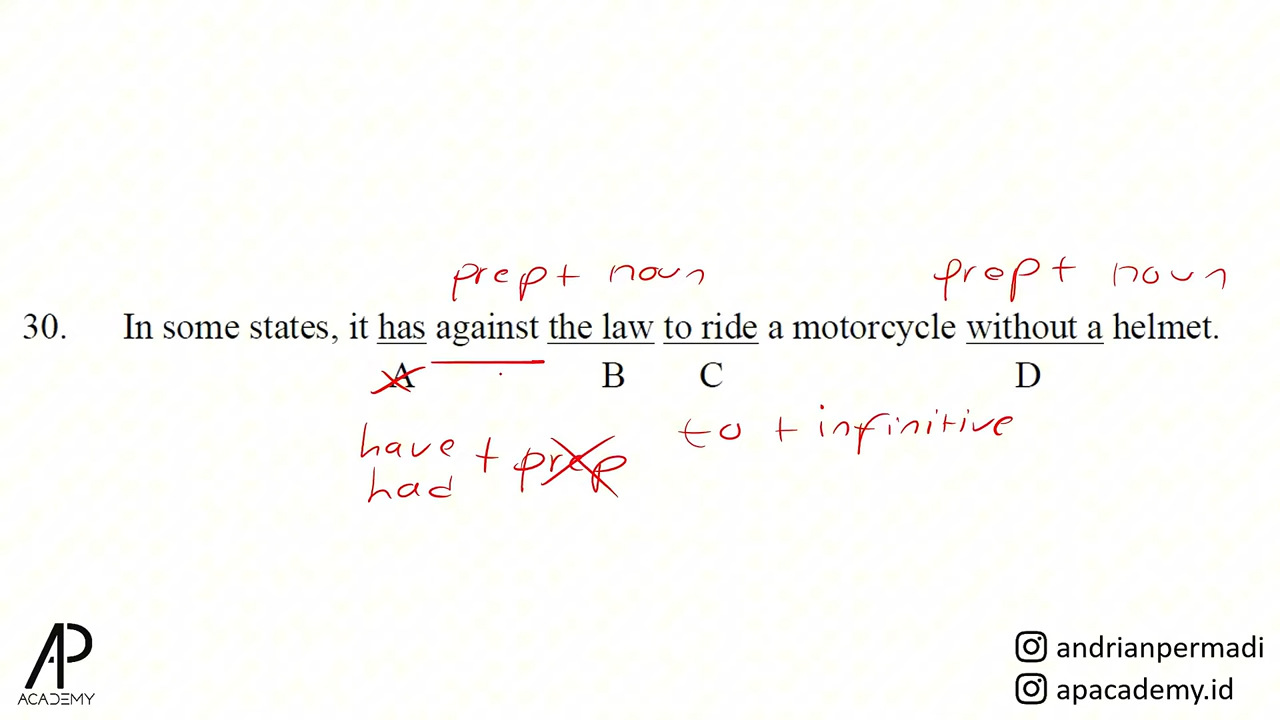 prep + noun prep + noun
30. In some states, it has against the law to ride a motorcycle without a helmet.
A B C D
to + infinitive
have + prep
had
AP
ACADEMY
andrianpermadi
apacademy.id